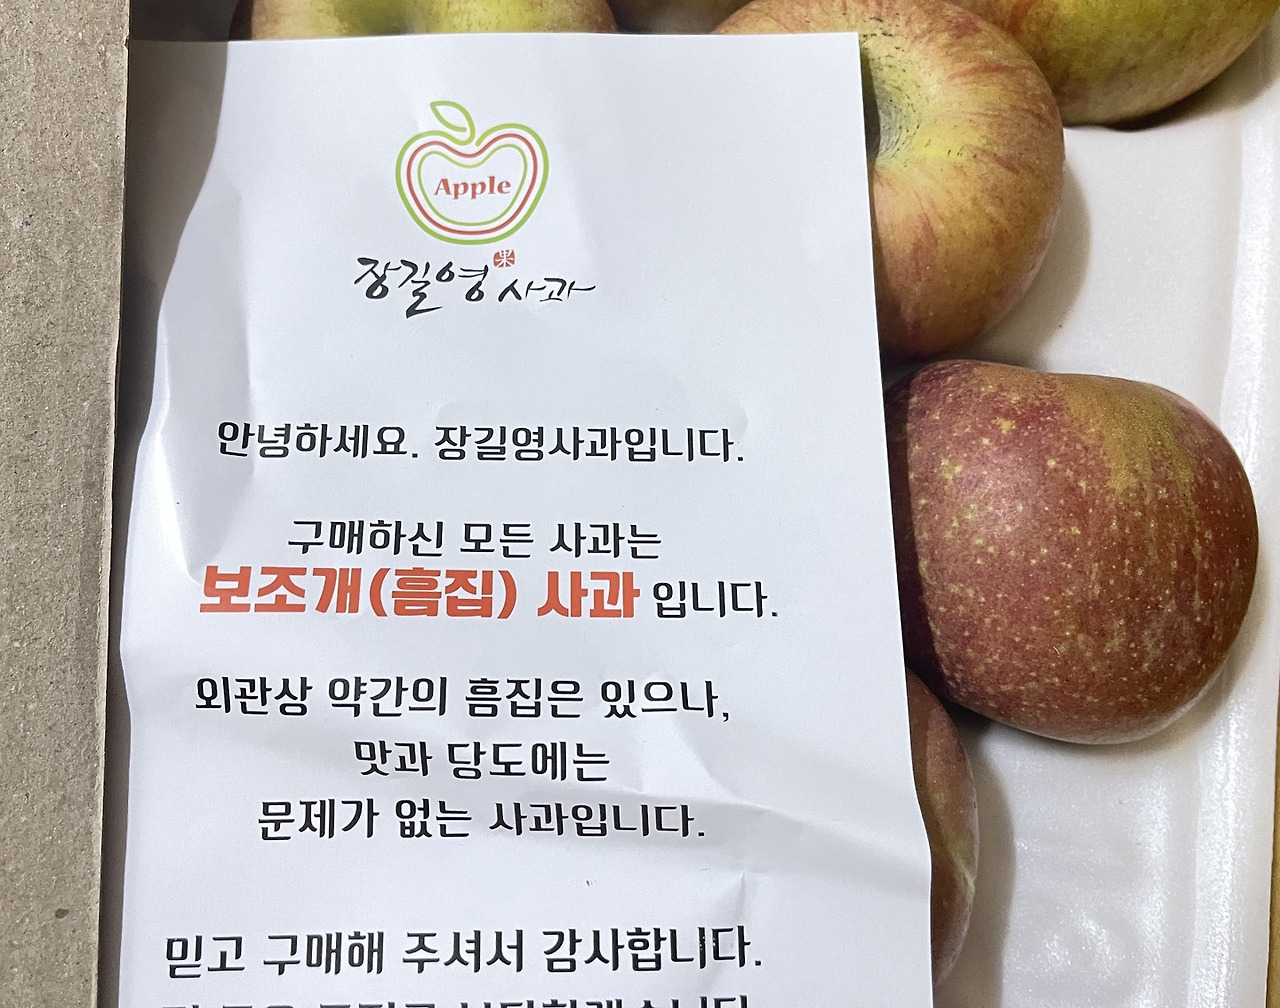 Apple
장길영 果 사과
안녕하세요. 장길영사과입니다.
구매하신 모든 사과는
보조개(흠집) 사과 입니다.
외관상 약간의 흠집은 있으나,
맛과 당도에는
문제가 없는 사과입니다.
믿고 구매해 주셔서 감사합니다.